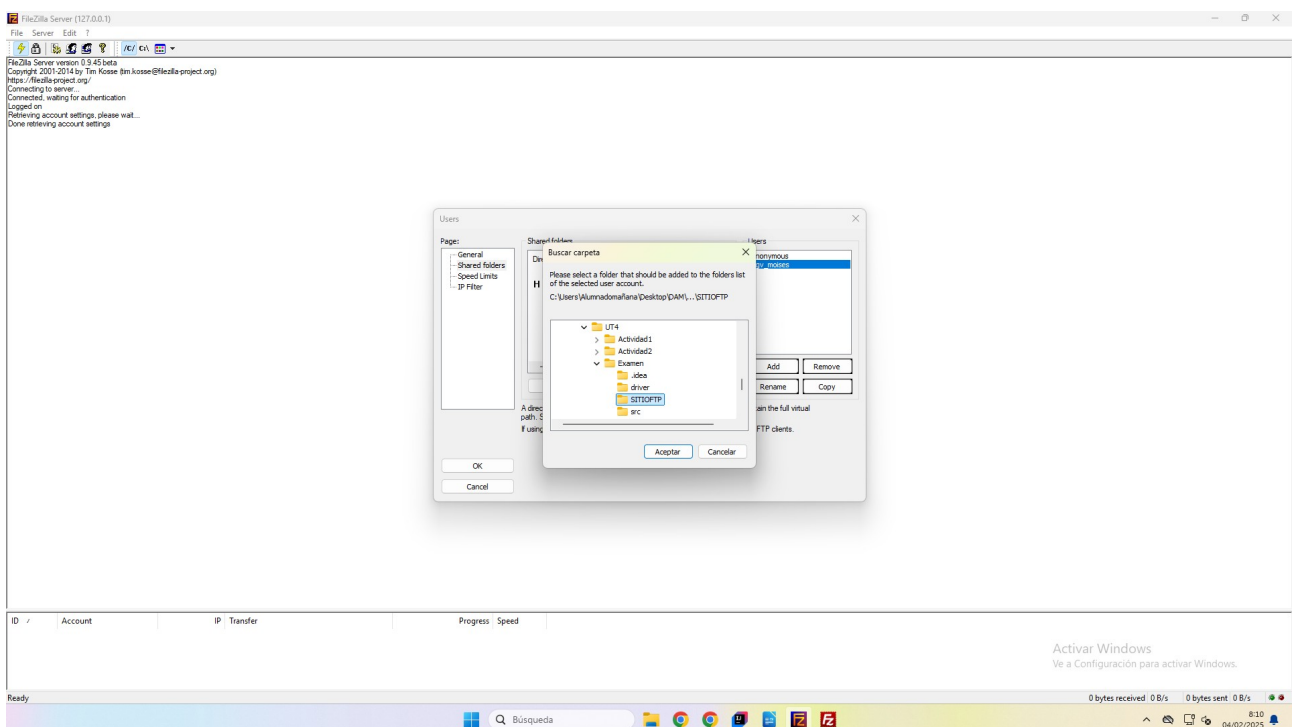 FileZilla Server (127.0.0.1)
File Server Edit ?
/C/ C:\
FileZilla Server version 0.9.45 beta
Copyright 2001-2014 by Tim Kosse (tim.kosse@filezilla-project.org)
https://filezilla-project.org/
Connecting to server...
Connected, waiting for authentication
Logged on
Retrieving account settings, please wait...
Done retrieving account settings
Users
Page:
General
Shared folders
Speed Limits
IP Filter
OK
Cancel
Shared folders
H
Buscar carpeta
Please select a folder that should be added to the folders list
of the selected user account.
C:\Users\Alumnadomañana\Desktop\DAM\...\SITIOFTP
UT4
Actividad1
Actividad2
Examen
.idea
driver
SITIOFTP
src
Aceptar Cancelar
Users
nonymous
gv_moises
Add Remove
Rename Copy
A direc
path. S
ain the full virtual
If using
FTP clients.
ID / Account IP Transfer Progress Speed
Activar Windows
Ve a Configuración para activar Windows.
Ready
0 bytes received 0 B/s 0 bytes sent 0 B/s
Búsqueda
8:10
04/02/2025